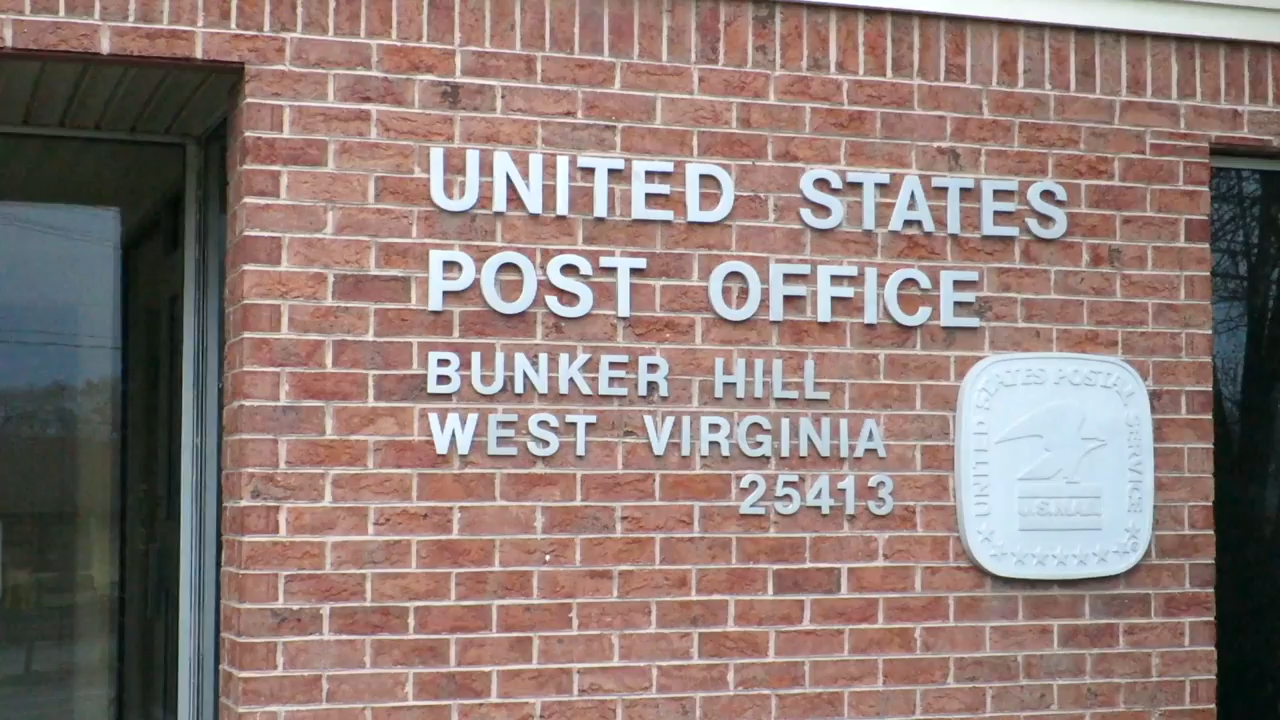 UNITED STATES
POST OFFICE
BUNKER HILL
WEST VIRGINIA
25413
UNITED STATES POSTAL SERVICE
U.S.MAIL